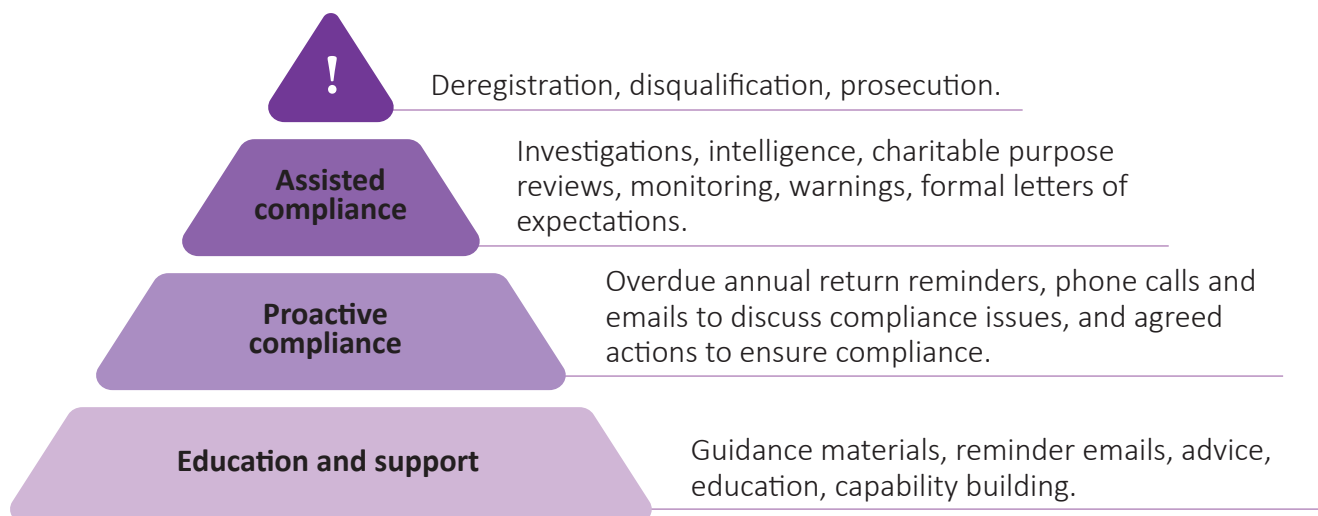 !
Deregistration, disqualification, prosecution.
Assisted
compliance
Investigations, intelligence, charitable purpose
reviews, monitoring, warnings, formal letters of
expectations.
Proactive
compliance
Overdue annual return reminders, phone calls and
emails to discuss compliance issues, and agreed
actions to ensure compliance.
Education and support
Guidance materials, reminder emails, advice,
education, capability building.